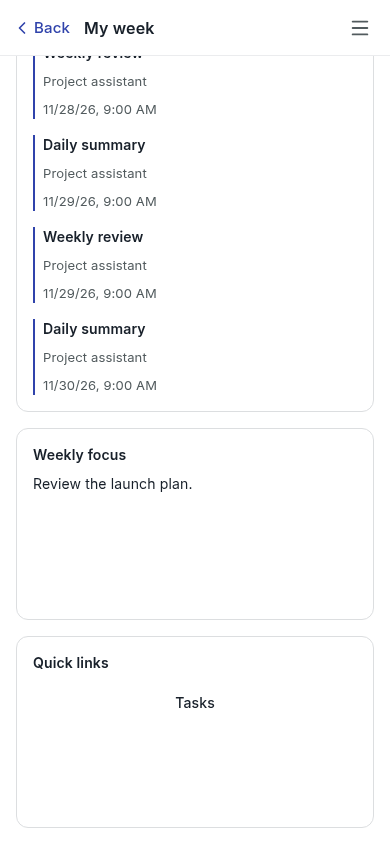 Back My week
Weekly review
Project assistant
11/28/26, 9:00 AM
Daily summary
Project assistant
11/29/26, 9:00 AM
Weekly review
Project assistant
11/29/26, 9:00 AM
Daily summary
Project assistant
11/30/26, 9:00 AM
Weekly focus
Review the launch plan.
Quick links
Tasks